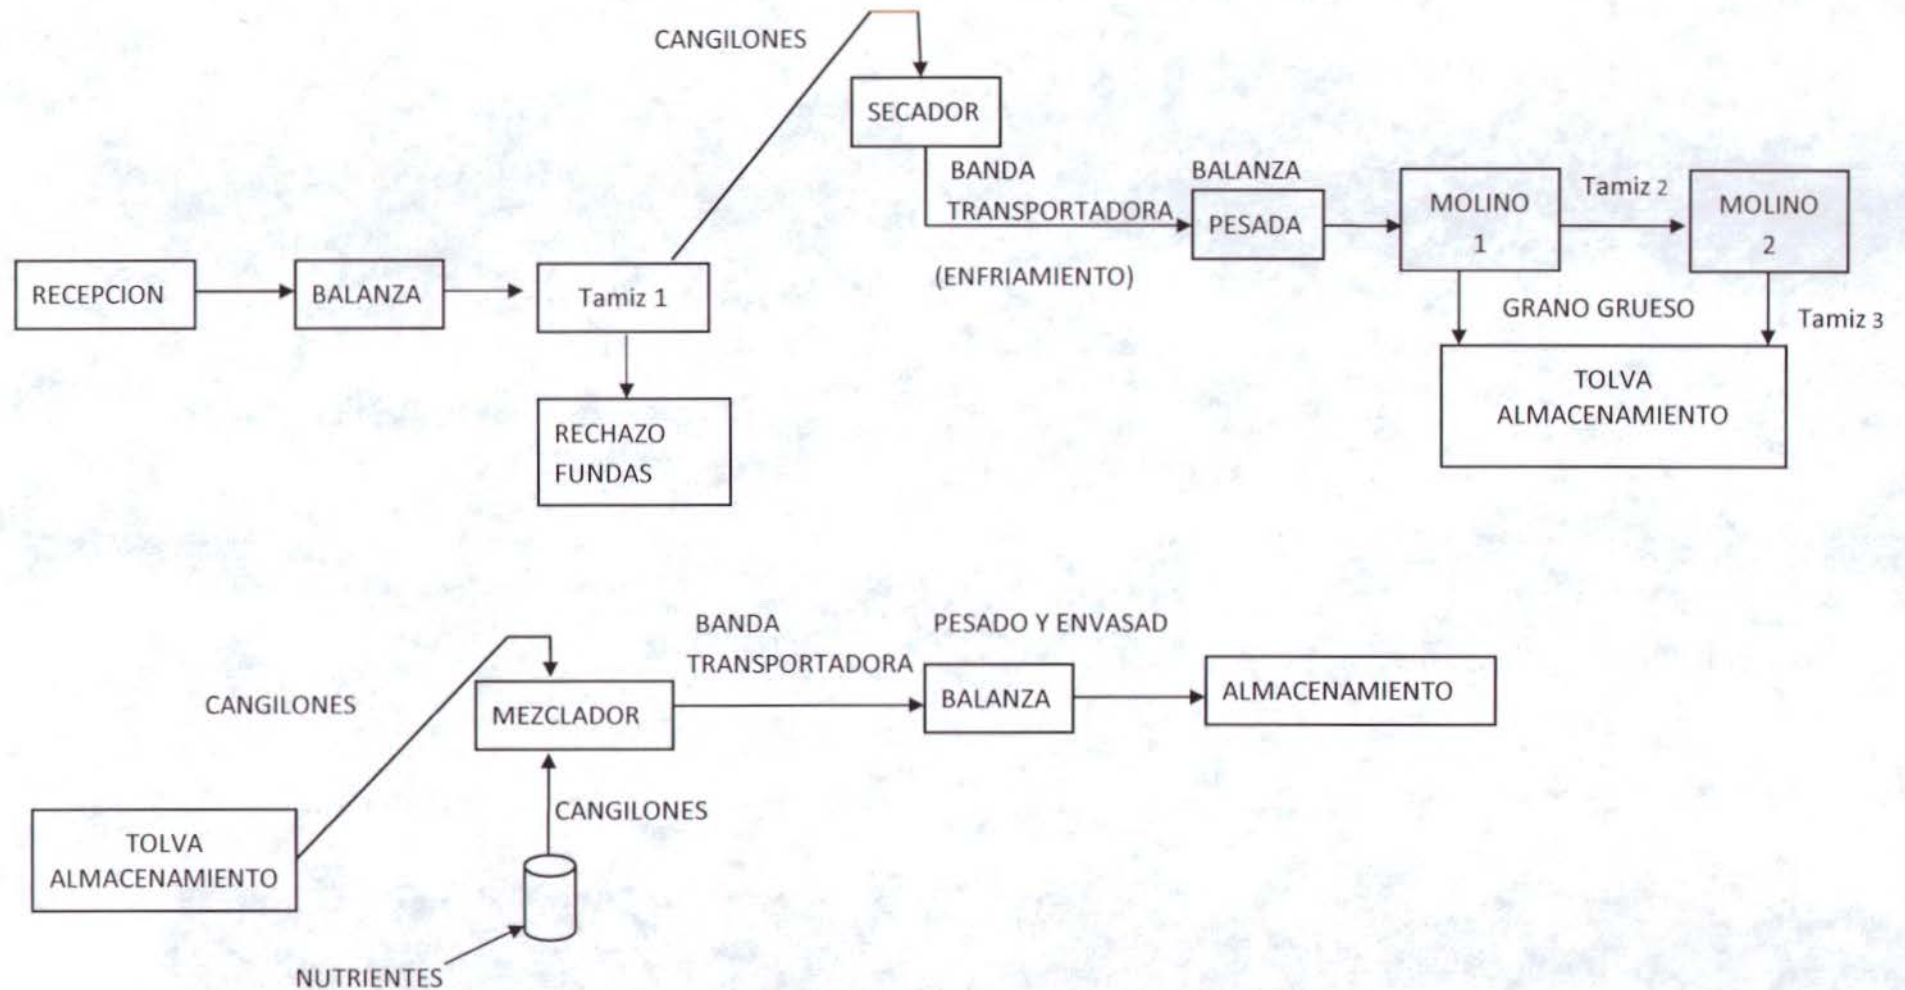 CANGILONES
SECADOR
BANDA
TRANSPORTADORA
(ENFRIAMIENTO)
BALANZA
PESADA
MOLINO
1
Tamiz 2
MOLINO
2
RECEPCION
BALANZA
Tamiz 1
GRANO GRUESO
Tamiz 3
TOLVA
ALMACENAMIENTO
RECHAZO
FUNDAS
BANDA
TRANSPORTADORA
PESADO Y ENVASAD
CANGILONES
MEZCLADOR
BALANZA
ALMACENAMIENTO
CANGILONES
TOLVA
ALMACENAMIENTO
NUTRIENTES